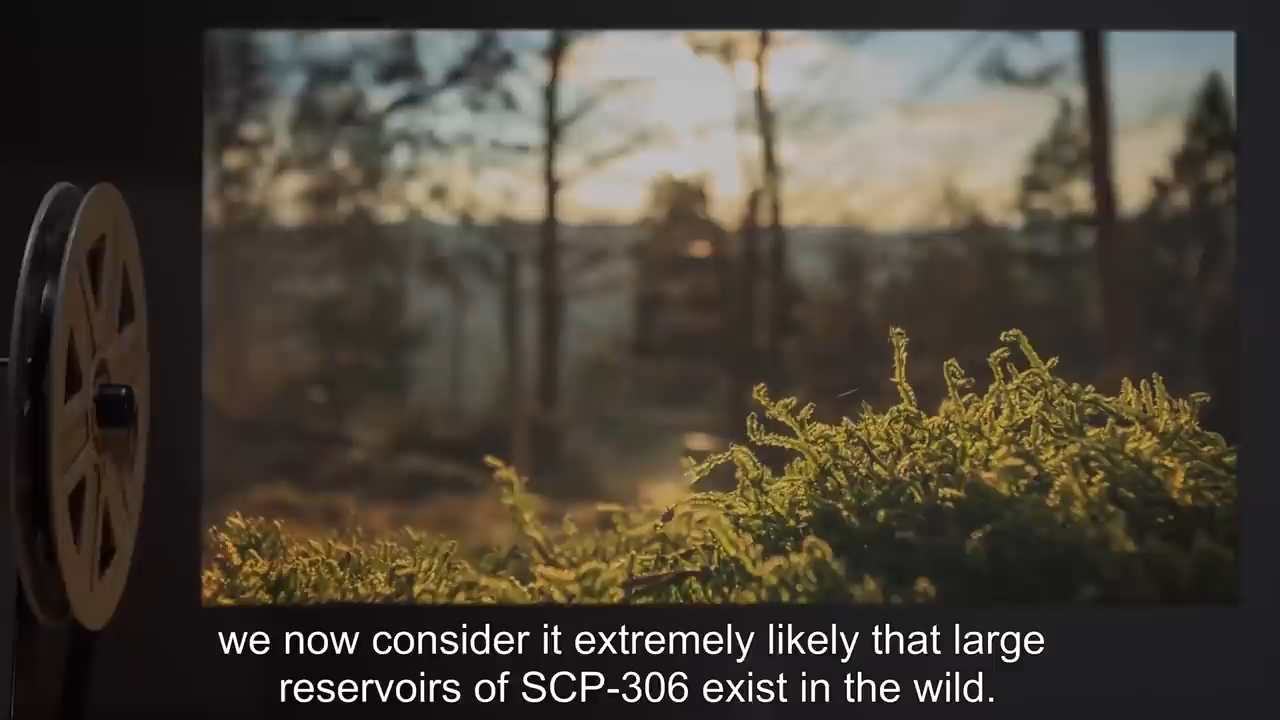 we now consider it extremely likely that large
reservoirs of SCP-306 exist in the wild.